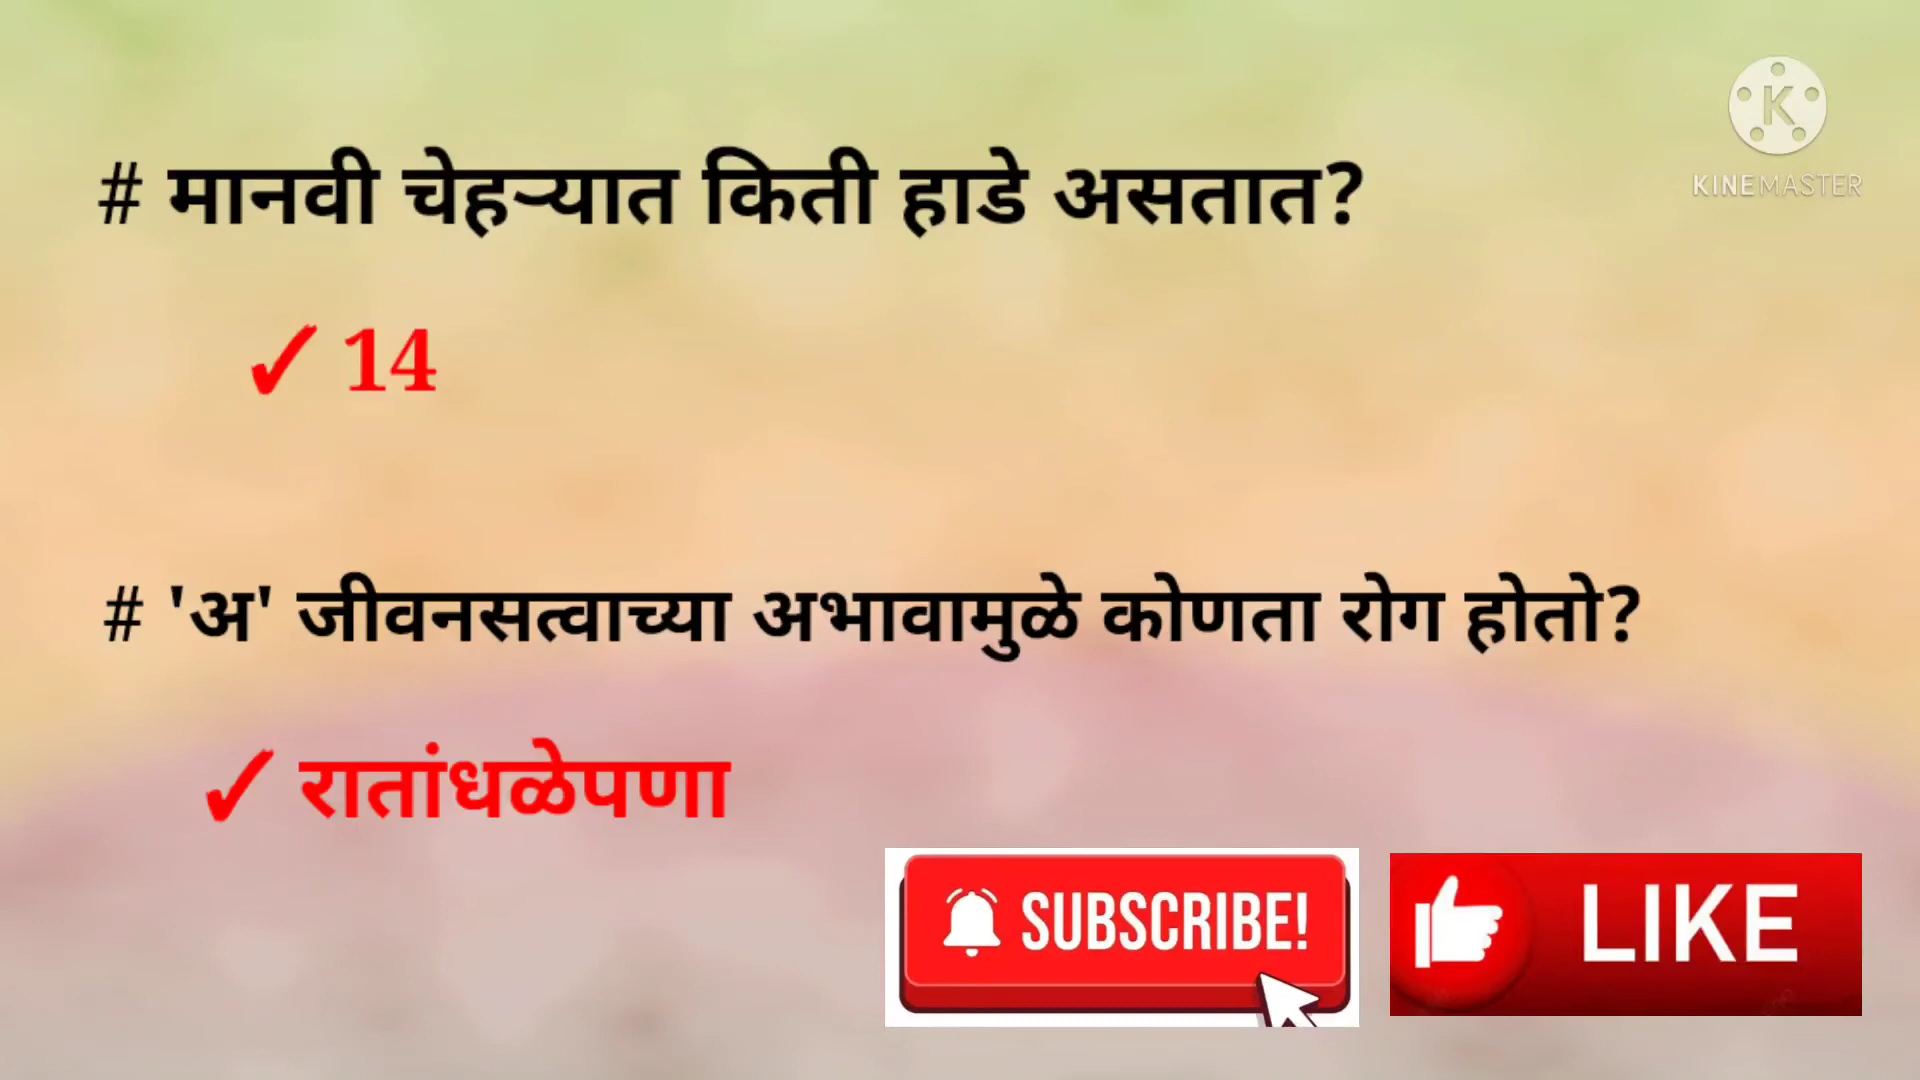 # मानवी चेहऱ्यात किती हाडे असतात?
KINEMASTER
✓ 14
# 'अ' जीवनसत्वाच्या अभावामुळे कोणता रोग होतो?
✓ रातांधळेपणा
SUBSCRIBE!
LIKE